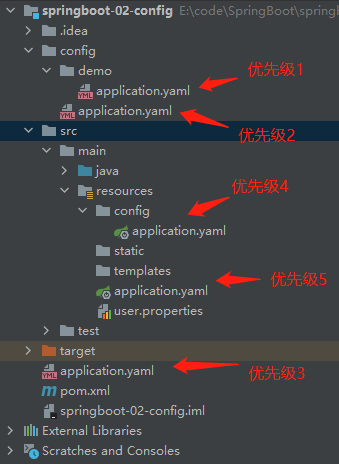 springboot-02-config E:\code\SpringBoot\spring
.idea
config
demo
application.yaml 优先级1
application.yaml 优先级2
src
main
java
resources
config 优先级4
application.yaml
static
templates
application.yaml 优先级5
user.properties
test
target
application.yaml 优先级3
pom.xml
springboot-02-config.iml
External Libraries
Scratches and Consoles